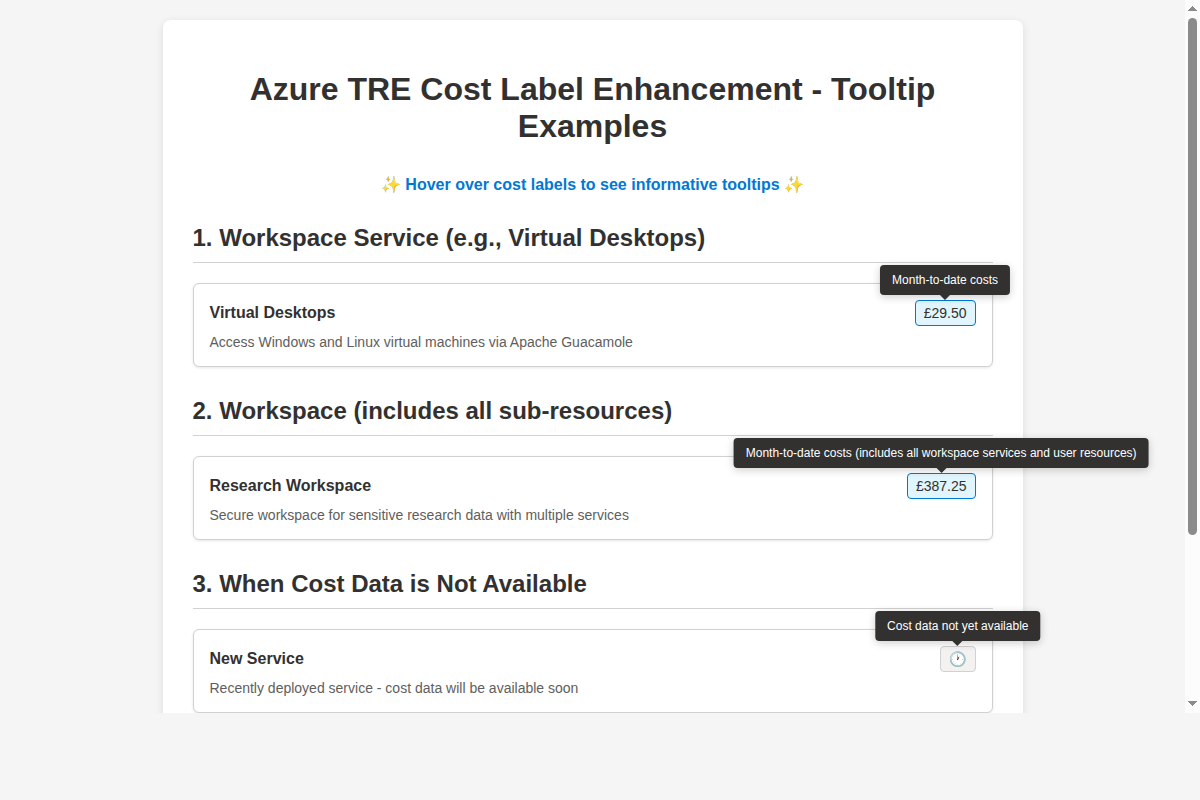 Azure TRE Cost Label Enhancement - Tooltip
Examples
✨ Hover over cost labels to see informative tooltips ✨
1. Workspace Service (e.g., Virtual Desktops)
Month-to-date costs
Virtual Desktops
£29.50
Access Windows and Linux virtual machines via Apache Guacamole
2. Workspace (includes all sub-resources)
Month-to-date costs (includes all workspace services and user resources)
Research Workspace
£387.25
Secure workspace for sensitive research data with multiple services
3. When Cost Data is Not Available
Cost data not yet available
New Service
Recently deployed service - cost data will be available soon